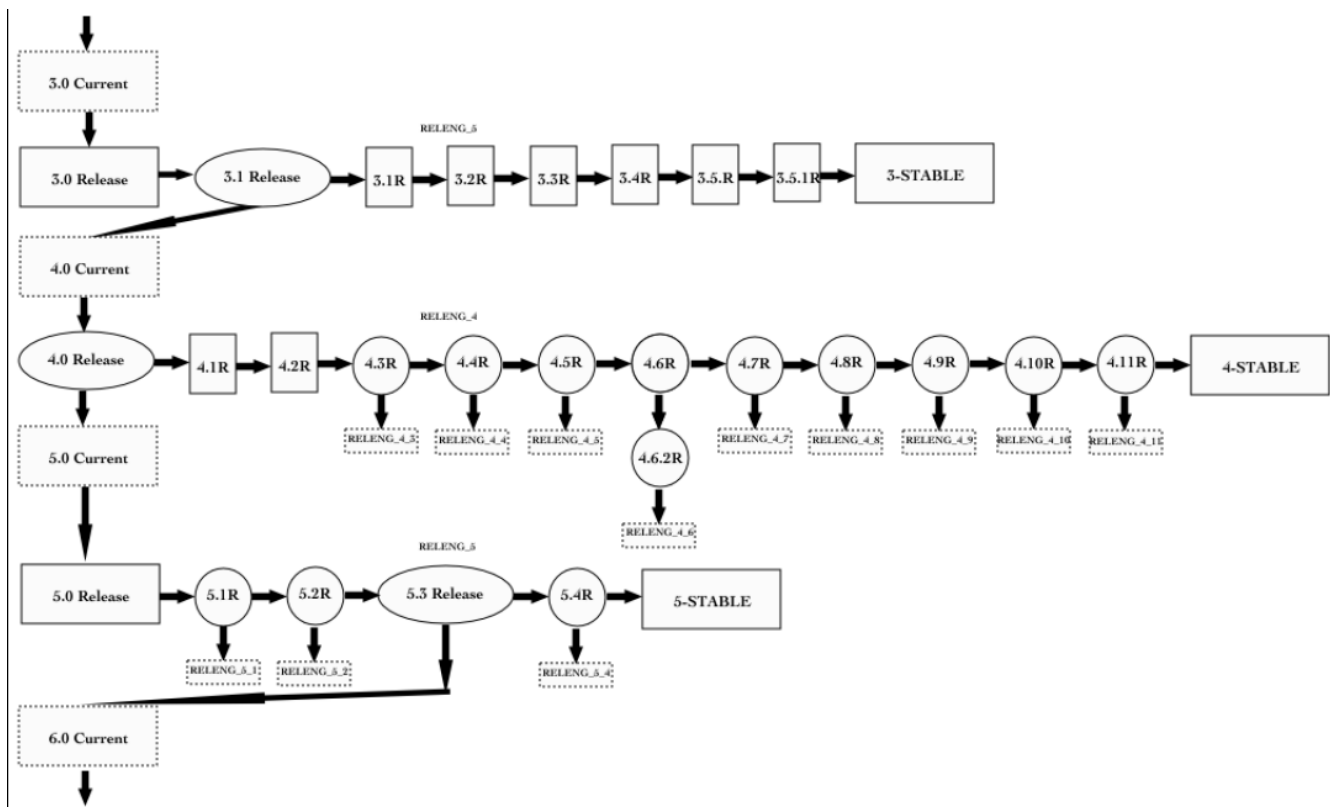 3.0 Current
RELENG_5
3.0 Release
3.1 Release
3.1R
3.2R
3.3R
3.4R
3.5.R
3.5.1R
3-STABLE
4.0 Current
RELENG_4
4.0 Release
4.1R
4.2R
4.3R
4.4R
4.5R
4.6R
4.7R
4.8R
4.9R
4.10R
4.11R
4-STABLE
RELENG_4_3
RELENG_4_4
RELENG_4_5
RELENG_4_7
RELENG_4_8
RELENG_4_9
RELENG_4_10
RELENG_4_11
5.0 Current
4.6.2R
RELENG_4_6
RELENG_5
5.0 Release
5.1R
5.2R
5.3 Release
5.4R
5-STABLE
RELENG_5_1
RELENG_5_2
RELENG_5_4
6.0 Current